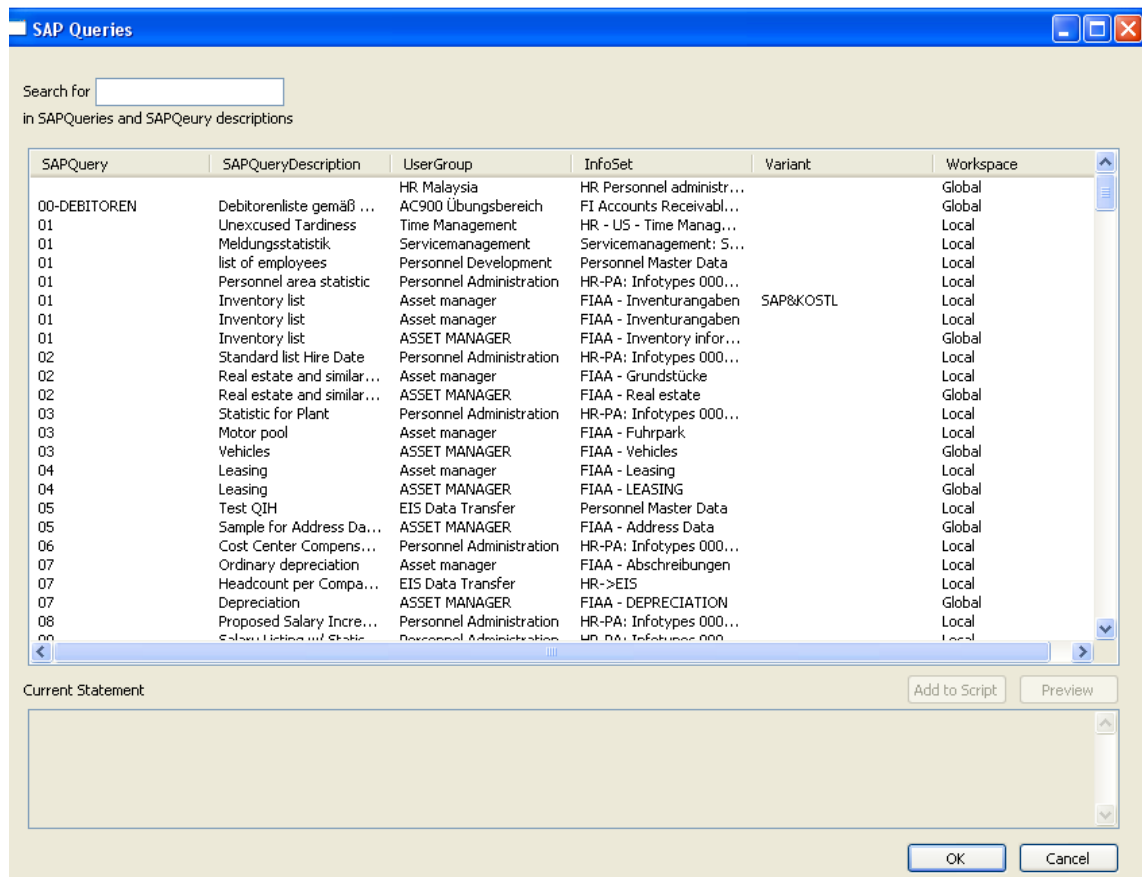 SAP Queries
Search for
in SAPQueries and SAPQeury descriptions
SAPQuery SAPQueryDescription UserGroup InfoSet Variant Workspace
HR Malaysia HR Personnel administr... Global
00-DEBITOREN Debitorenliste gemäß ... AC900 Übungsbereich FI Accounts Receivabl... Global
01 Unexcused Tardiness Time Management HR - US - Time Manag... Local
01 Meldungsstatistik Servicemanagement Servicemanagement: S... Local
01 list of employees Personnel Development Personnel Master Data Local
01 Personnel area statistic Personnel Administration HR-PA: Infotypes 000... Local
01 Inventory list Asset manager FIAA - Inventurangaben SAP&KOSTL Local
01 Inventory list Asset manager FIAA - Inventurangaben Local
01 Inventory list ASSET MANAGER FIAA - Inventory infor... Global
02 Standard list Hire Date Personnel Administration HR-PA: Infotypes 000... Local
02 Real estate and similar... Asset manager FIAA - Grundstücke Local
02 Real estate and similar... ASSET MANAGER FIAA - Real estate Global
03 Statistic for Plant Personnel Administration HR-PA: Infotypes 000... Local
03 Motor pool Asset manager FIAA - Fuhrpark Local
03 Vehicles ASSET MANAGER FIAA - Vehicles Global
04 Leasing Asset manager FIAA - Leasing Local
04 Leasing ASSET MANAGER FIAA - LEASING Global
05 Test QIH EIS Data Transfer Personnel Master Data Local
05 Sample for Address Da... ASSET MANAGER FIAA - Address Data Global
06 Cost Center Compens... Personnel Administration HR-PA: Infotypes 000... Local
07 Ordinary depreciation Asset manager FIAA - Abschreibungen Local
07 Headcount per Compa... EIS Data Transfer HR->EIS Local
07 Depreciation ASSET MANAGER FIAA - DEPRECIATION Global
08 Proposed Salary Incre... Personnel Administration HR-PA: Infotypes 000... Local
Salary Listing w/ Static Personnel Administration HR-PA: Infotypes 000 Local
Current Statement Add to Script Preview
OK Cancel